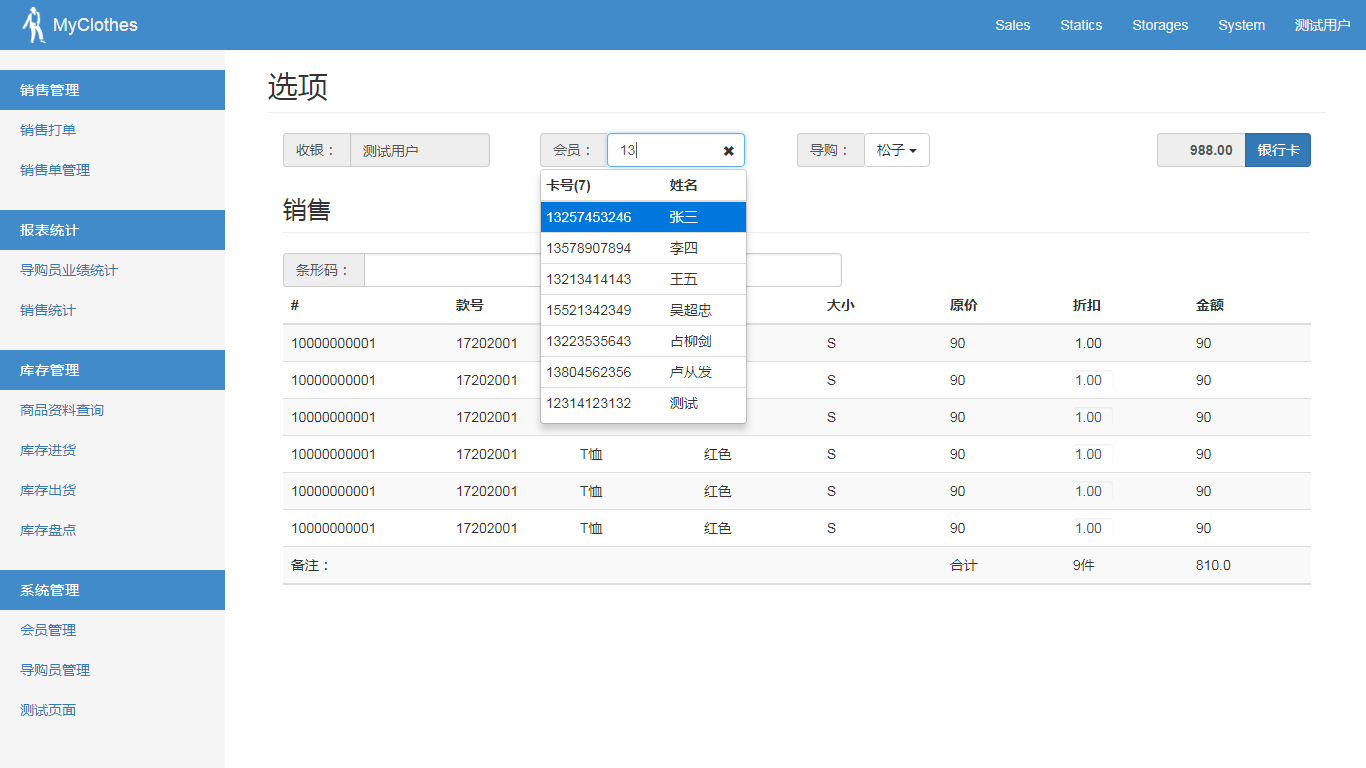 MyClothes Sales Statics Storages System 测试用户
销售管理
销售打单
销售单管理
报表统计
导购员业绩统计
销售统计
库存管理
商品资料查询
库存进货
库存出货
库存盘点
系统管理
会员管理
导购员管理
测试页面
选项
收银： 测试用户 会员： 13 导购： 松子 988.00 银行卡
卡号(7) 姓名
13257453246 张三
13578907894 李四
13213414143 王五
15521342349 吴超忠
13223535643 占柳剑
13804562356 卢从发
12314123132 测试
销售
条形码：
# 款号 大小 原价 折扣 金额
10000000001 17202001 S 90 1.00 90
10000000001 17202001 S 90 1.00 90
10000000001 17202001 S 90 1.00 90
10000000001 17202001 T恤 红色 S 90 1.00 90
10000000001 17202001 T恤 红色 S 90 1.00 90
10000000001 17202001 T恤 红色 S 90 1.00 90
备注： 合计 9件 810.0